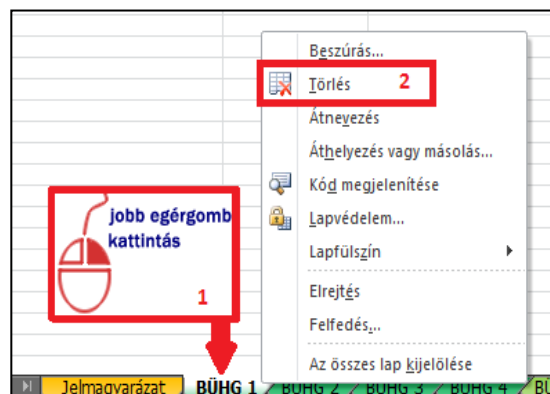 Beszúrás...
Törlés 2
Átnevezés
Áthelyezés vagy másolás...
Kód megjelenítése
Lapvédelem...
Lapfülszín
Elrejtés
Felfedés...
Az összes lap kijelölése
jobb egérgomb
kattintás
1
Jelmagyarázat BÜHG 1 BÜHG 2 BÜHG 3 BÜHG 4 BÜ